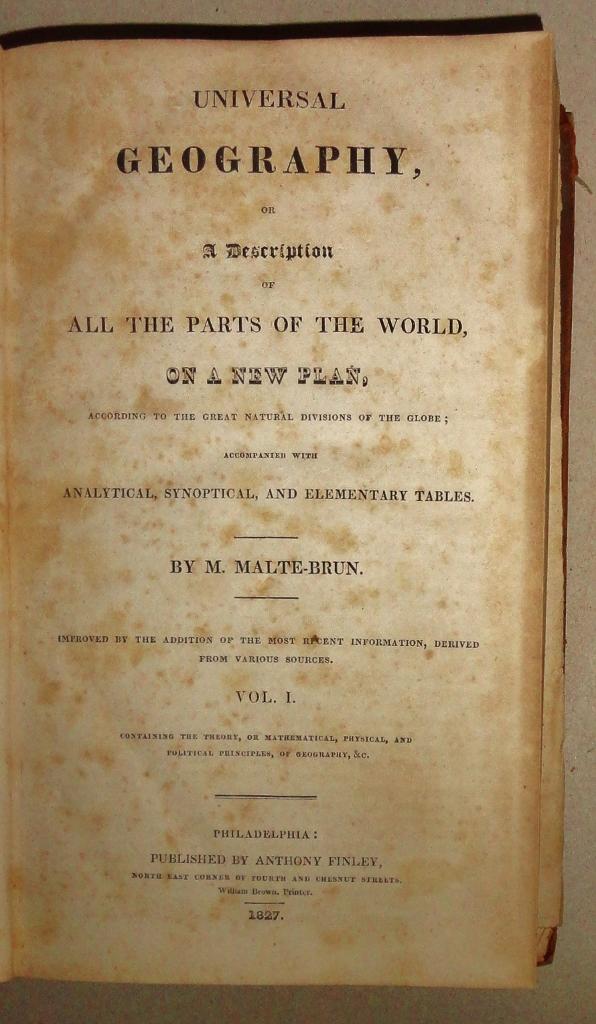 UNIVERSAL
GEOGRAPHY,
OR
A Description
OF
ALL THE PARTS OF THE WORLD,
ON A NEW PLAN,
ACCORDING TO THE GREAT NATURAL DIVISIONS OF THE GLOBE;
ACCOMPANIED WITH
ANALYTICAL, SYNOPTICAL, AND ELEMENTARY TABLES.
BY M. MALTE-BRUN.
IMPROVED BY THE ADDITION OF THE MOST RECENT INFORMATION, DERIVED
FROM VARIOUS SOURCES.
VOL. I.
CONTAINING THE THEORY, OR MATHEMATICAL, PHYSICAL, AND
POLITICAL PRINCIPLES, OF GEOGRAPHY, &C.
PHILADELPHIA:
PUBLISHED BY ANTHONY FINLEY,
NORTH EAST CORNER OF FOURTH AND CHESNUT STREETS.
William Brown, Printer.
1827.